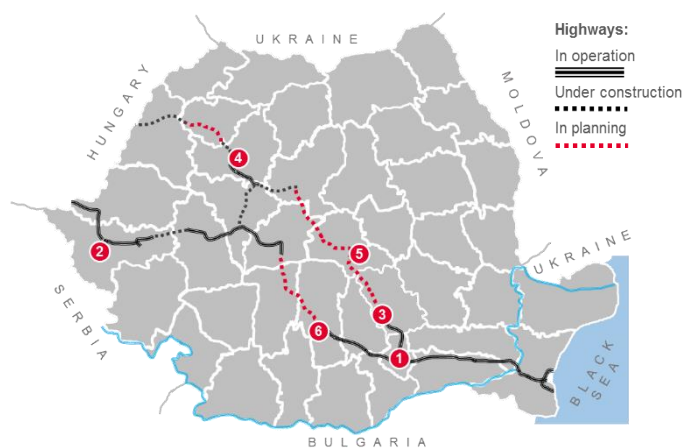 UKRAINE
HUNGARY
MOLDOVA
Highways:
In operation
Under construction
In planning
4
2
5
UKRAINE
SERBIA
3
6
1
BLACK
SEA
BULGARIA